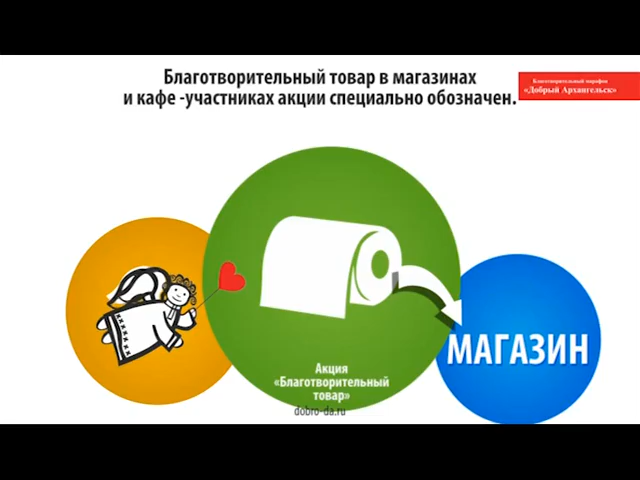 Благотворительный товар в магазинах
и кафе -участниках акции специально обозначен.
Благотворительный марафон
«Добрый Архангельск»
МАГАЗИН
Акция
«Благотворительный
товар»
dobro-da.ru